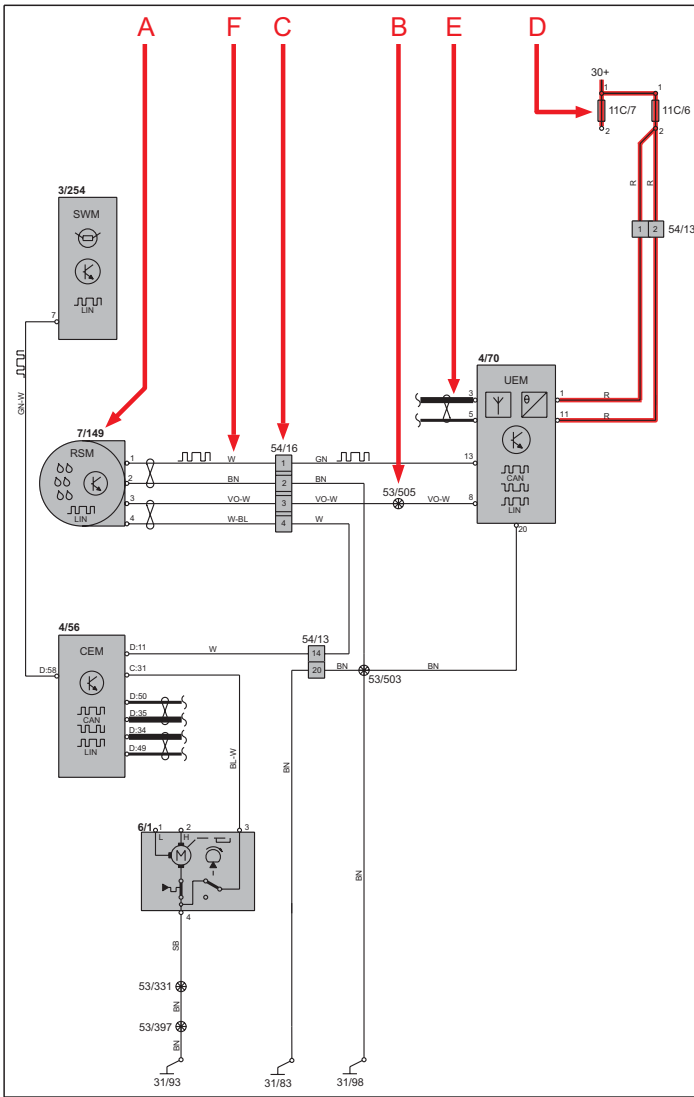 A F C B E D
30+
1 1
11C/7 11C/6
2 2
3/254
SWM
LIN
R R
1 2 54/13
7
GN-W
4/70
UEM
θ
3 1
R
5 11
R
CAN
LIN
7/149
RSM
LIN
54/16
1 W 1 GN 13
2 BN 2 BN
53/505
3 VO-W 3 VO-W VO-W 8
4 W-BL 4 W
20
4/56
CEM
CAN
LIN
54/13
D:11 W 14
D:58 C:31 20 BN BN
53/503
D:50
D:35
D:34
D:49
BL-W
BN
BN
6/1 1 2 3
L H
M
4
SB
53/331
BN
53/397
BN
31/93 31/83 31/98